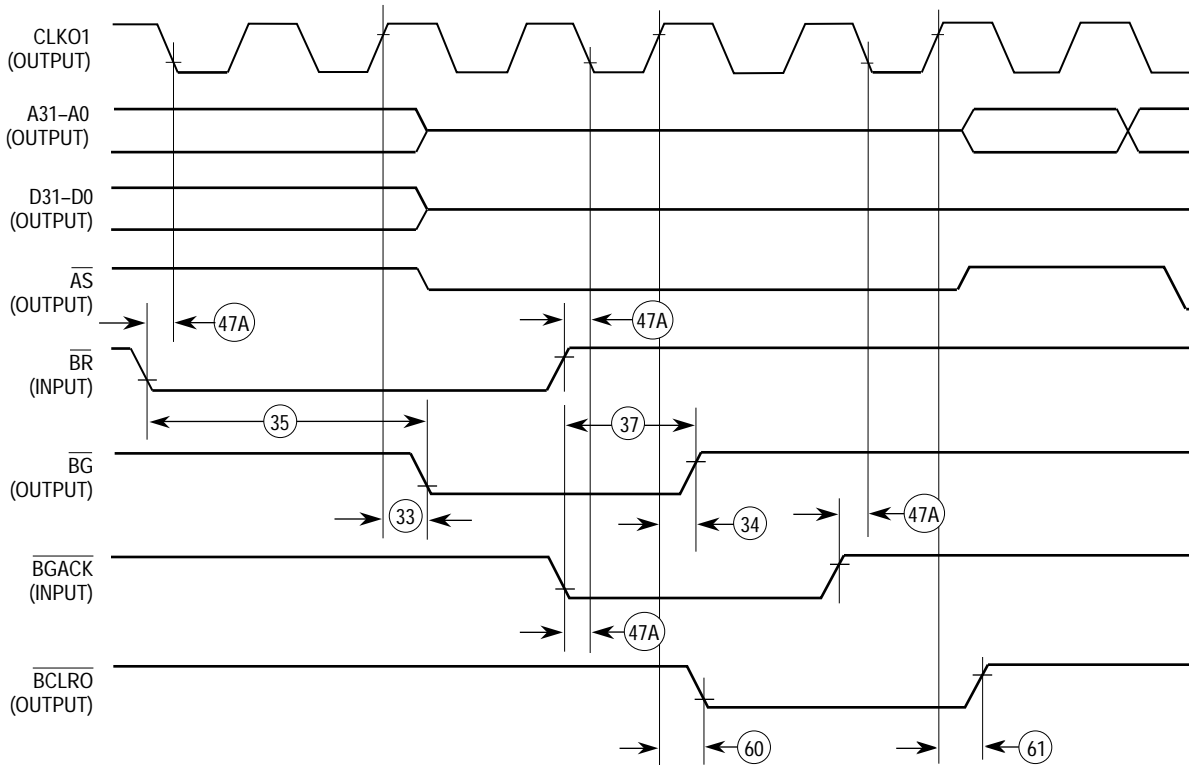 CLKO1
(OUTPUT)
A31–A0
(OUTPUT)
D31–D0
(OUTPUT)
AS
(OUTPUT)
47A
47A
BR
(INPUT)
35
37
BG
(OUTPUT)
33
34
47A
BGACK
(INPUT)
47A
BCLRO
(OUTPUT)
60
61